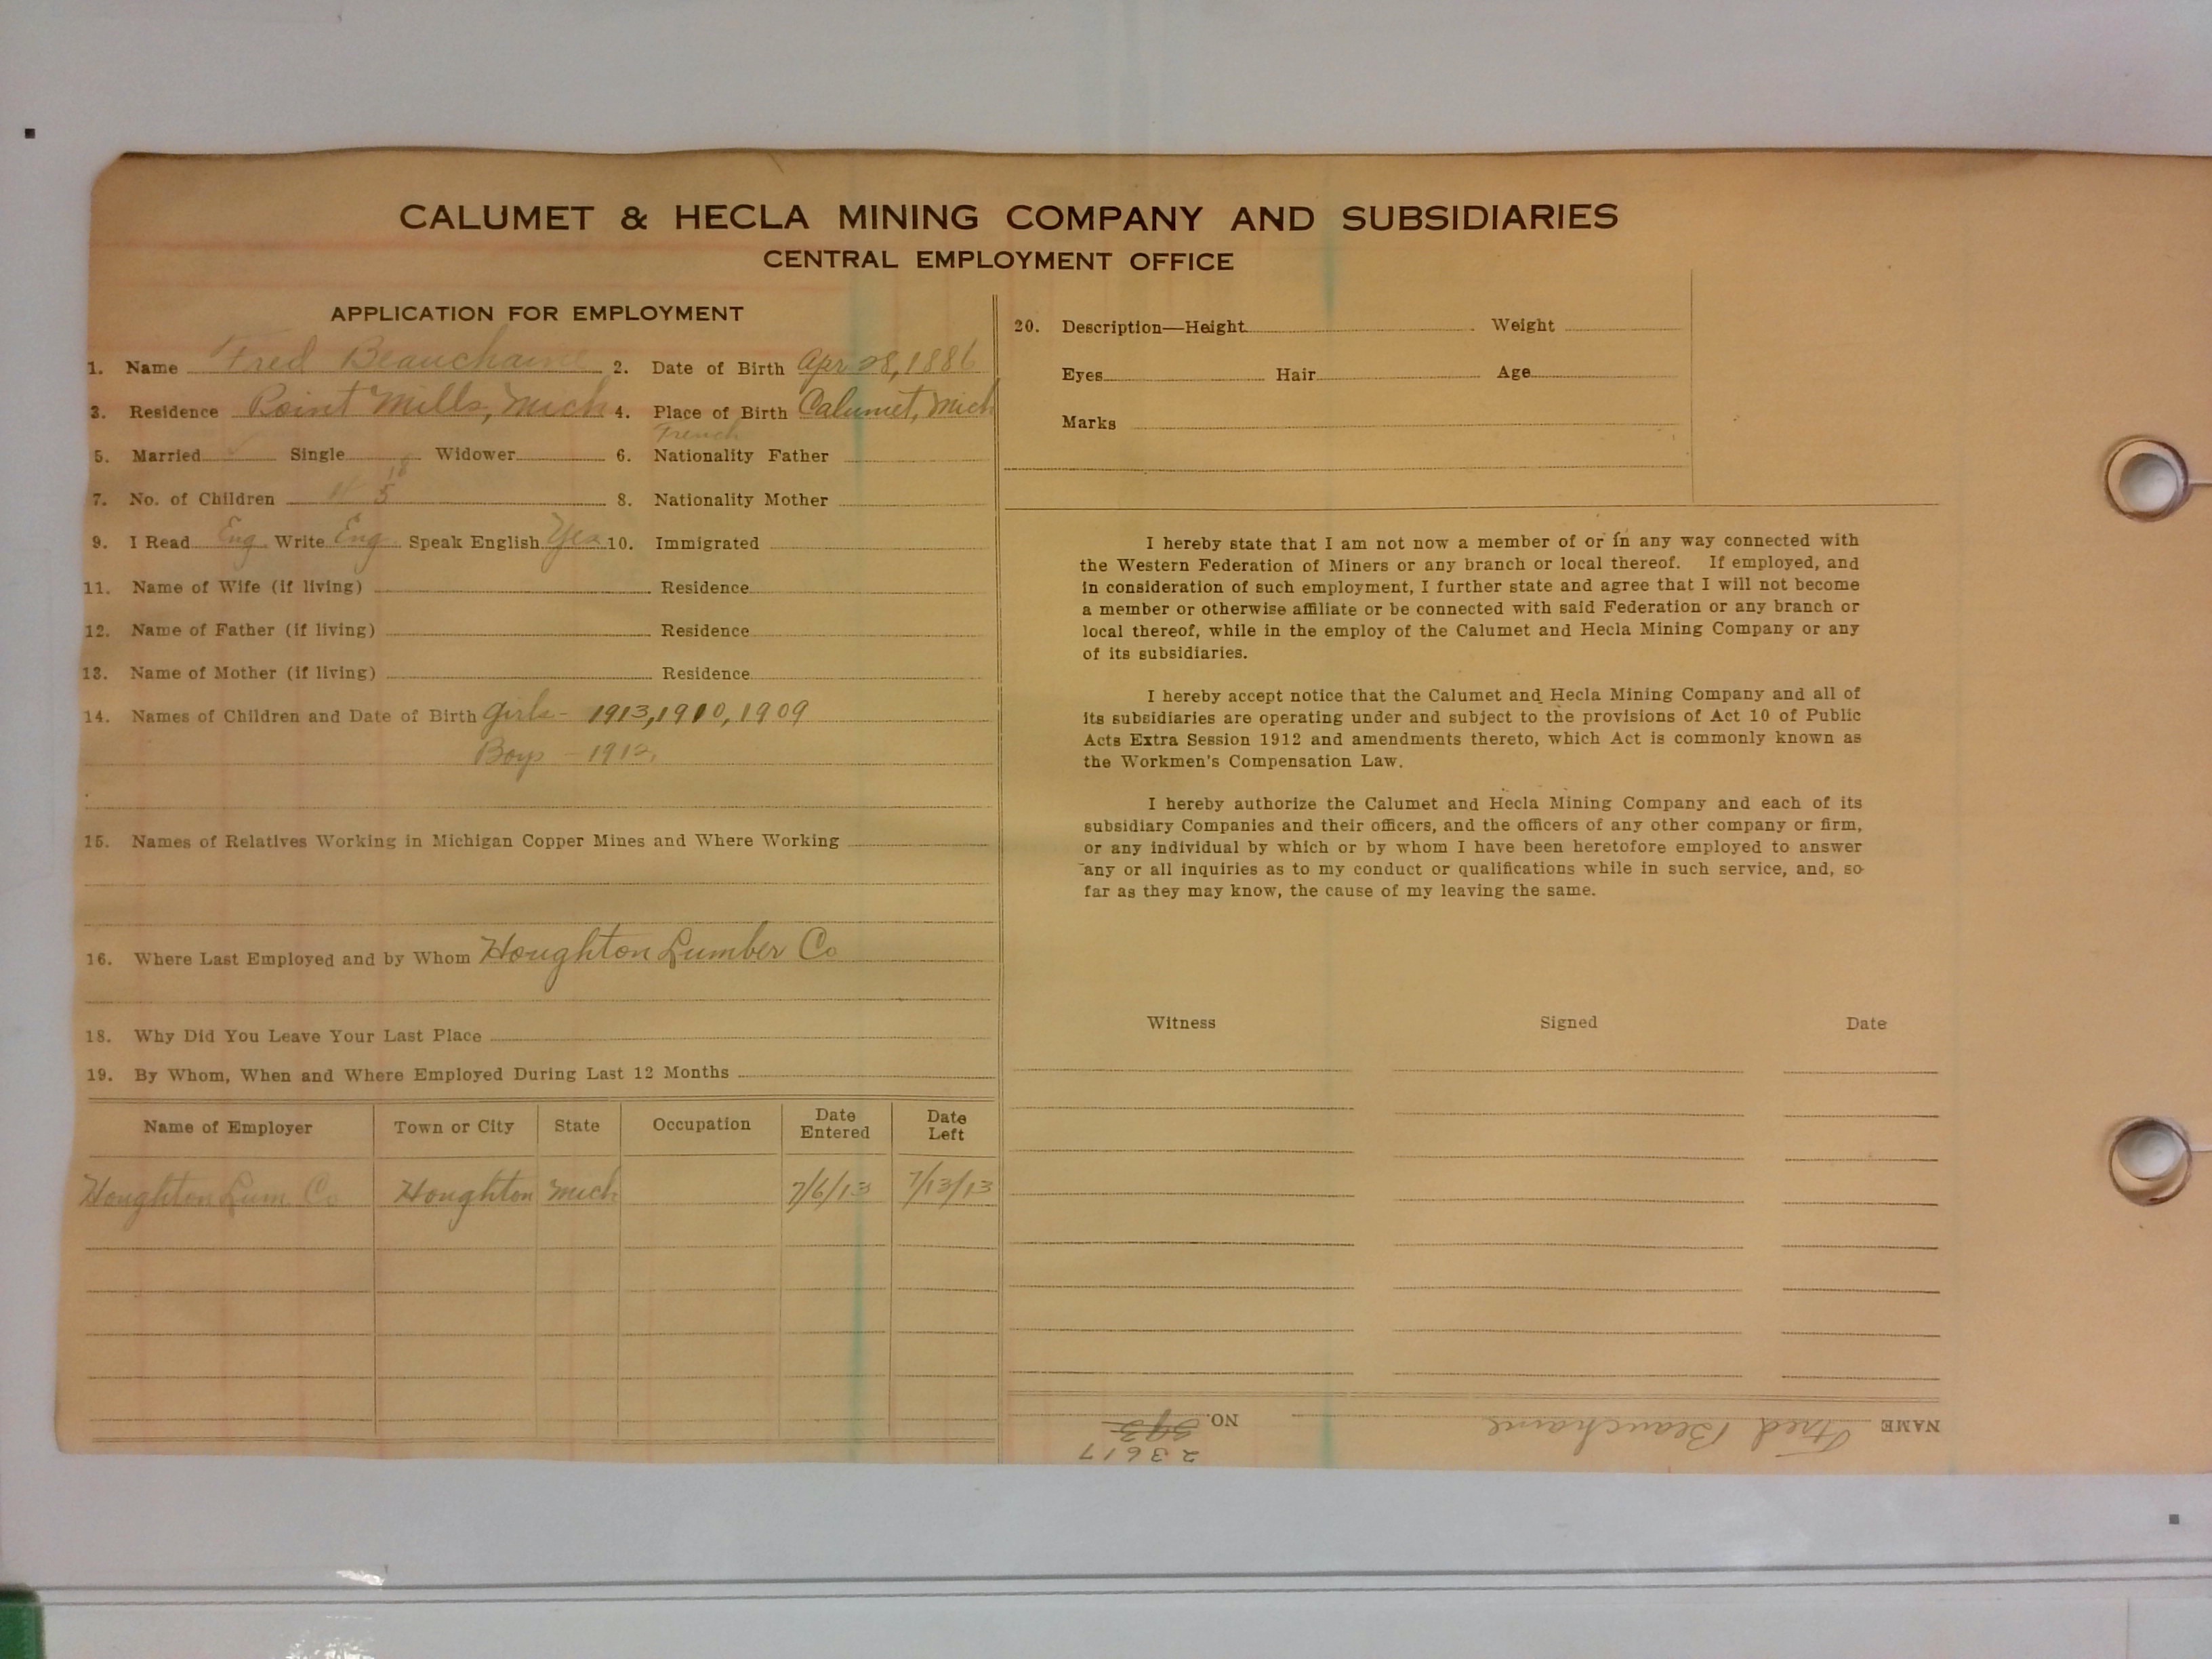 CALUMET & HECLA MINING COMPANY AND SUBSIDIARIES
CENTRAL EMPLOYMENT OFFICE
APPLICATION FOR EMPLOYMENT
1. Name Fred Beauchaine 2. Date of Birth Apr 28, 1886
3. Residence Point Mills, Mich 4. Place of Birth Calumet, Mich
French
5. Married Single Widower 6. Nationality Father
7. No. of Children 5 8. Nationality Mother
9. I Read Eng Write Eng Speak English Yes 10. Immigrated
11. Name of Wife (if living) Residence
12. Name of Father (if living) Residence
13. Name of Mother (if living) Residence
14. Names of Children and Date of Birth Girls - 1913, 1910, 1909
Boys - 1912,
15. Names of Relatives Working in Michigan Copper Mines and Where Working
16. Where Last Employed and by Whom Houghton Lumber Co
18. Why Did You Leave Your Last Place
19. By Whom, When and Where Employed During Last 12 Months
Name of Employer Town or City State Occupation Date Entered Date Left
Houghton Lum. Co Houghton Mich 7/6/13 7/13/13
20. Description—Height Weight
Eyes Hair Age
Marks
I hereby state that I am not now a member of or in any way connected with
the Western Federation of Miners or any branch or local thereof. If employed, and
in consideration of such employment, I further state and agree that I will not become
a member or otherwise affiliate or be connected with said Federation or any branch or
local thereof, while in the employ of the Calumet and Hecla Mining Company or any
of its subsidiaries.
I hereby accept notice that the Calumet and Hecla Mining Company and all of
its subsidiaries are operating under and subject to the provisions of Act 10 of Public
Acts Extra Session 1912 and amendments thereto, which Act is commonly known as
the Workmen's Compensation Law.
I hereby authorize the Calumet and Hecla Mining Company and each of its
subsidiary Companies and their officers, and the officers of any other company or firm,
or any individual by which or by whom I have been heretofore employed to answer
any or all inquiries as to my conduct or qualifications while in such service, and, so
far as they may know, the cause of my leaving the same.
Witness Signed Date
NAME Fred Beauchaine NO.
23617